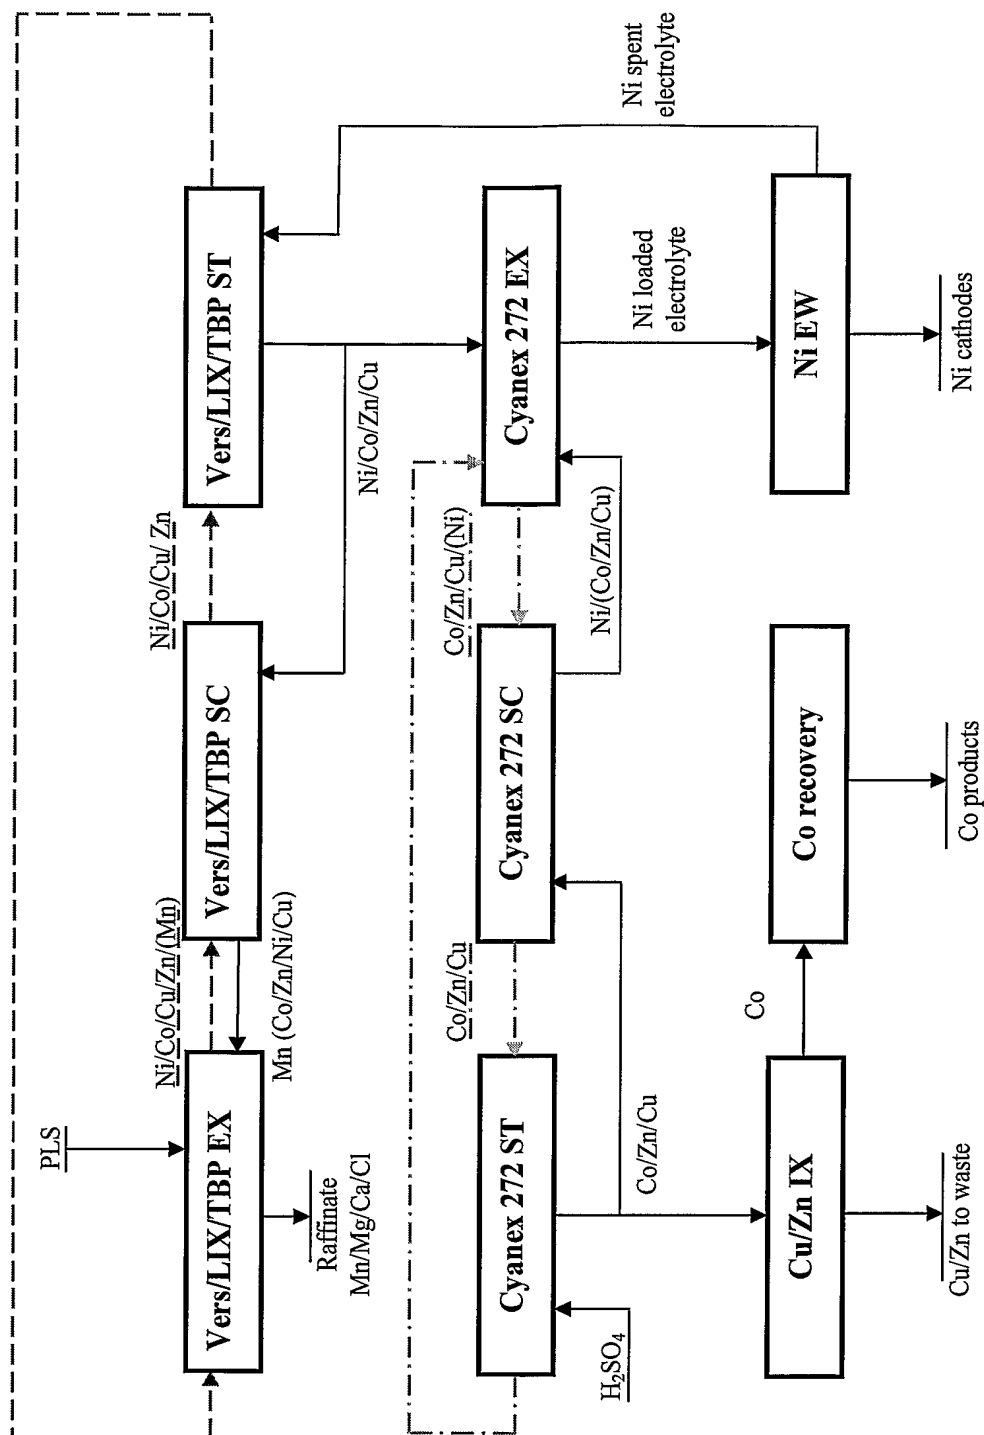 PLS
Vers/LIX/TBP EX
Raffinate
Mn/Mg/Ca/Cl
Ni/Co/Cu/Zn/(Mn)
Mn (Co/Zn/Ni/Cu)
Vers/LIX/TBP SC
Ni/Co/Cu/ Zn
Vers/LIX/TBP ST
Ni/Co/Zn/Cu
Ni spent
electrolyte
Cyanex 272 ST
H₂SO₄
Co/Zn/Cu
Co/Zn/Cu
Cyanex 272 SC
Co/Zn/Cu/(Ni)
Ni/(Co/Zn/Cu)
Cyanex 272 EX
Ni loaded
electrolyte
Cu/Zn IX
Cu/Zn to waste
Co
Co recovery
Co products
Ni EW
Ni cathodes